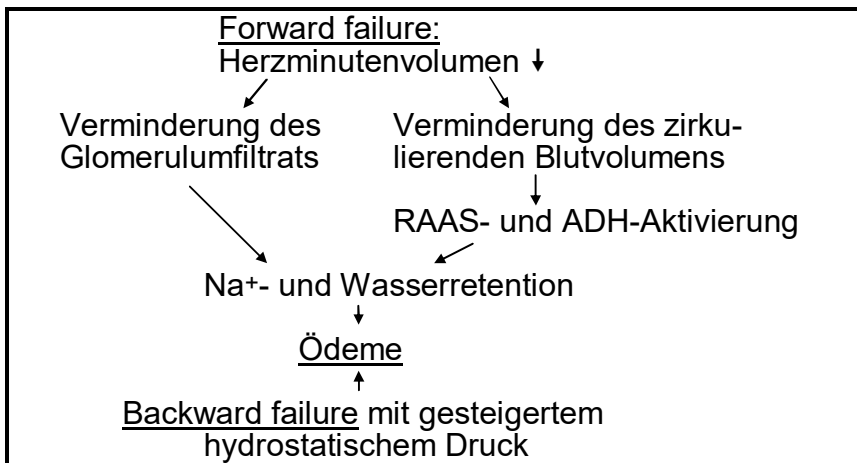 Forward failure:
Herzminutenvolumen ↓
Verminderung des
Glomerulumfiltrats
Verminderung des zirku-
lierenden Blutvolumens
RAAS- und ADH-Aktivierung
Na⁺- und Wasserretention
Ödeme
Backward failure mit gesteigertem
hydrostatischem Druck